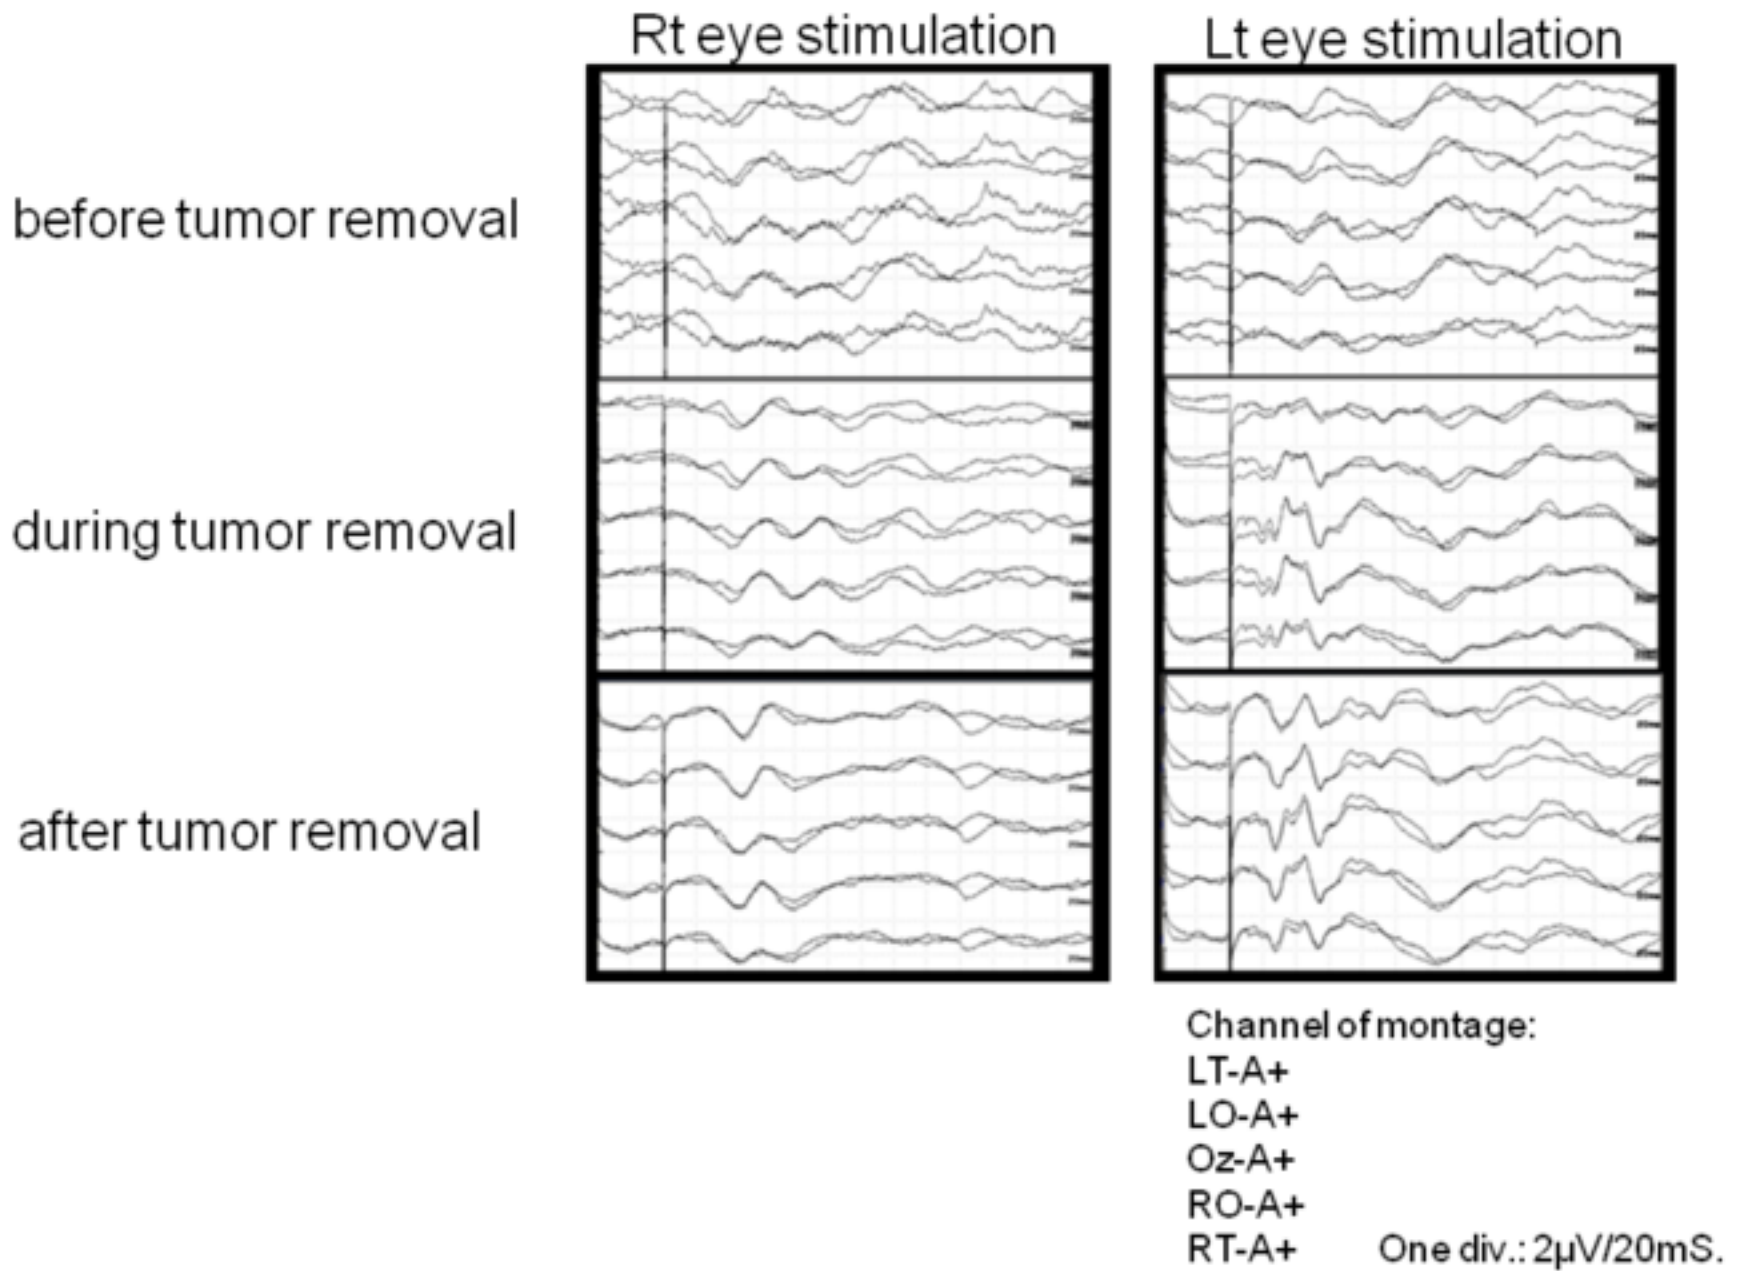 Rt eye stimulation
Lt eye stimulation
before tumor removal
during tumor removal
after tumor removal
Channel of montage:
LT-A+
LO-A+
Oz-A+
RO-A+
RT-A+
One div.: 2µV/20mS.